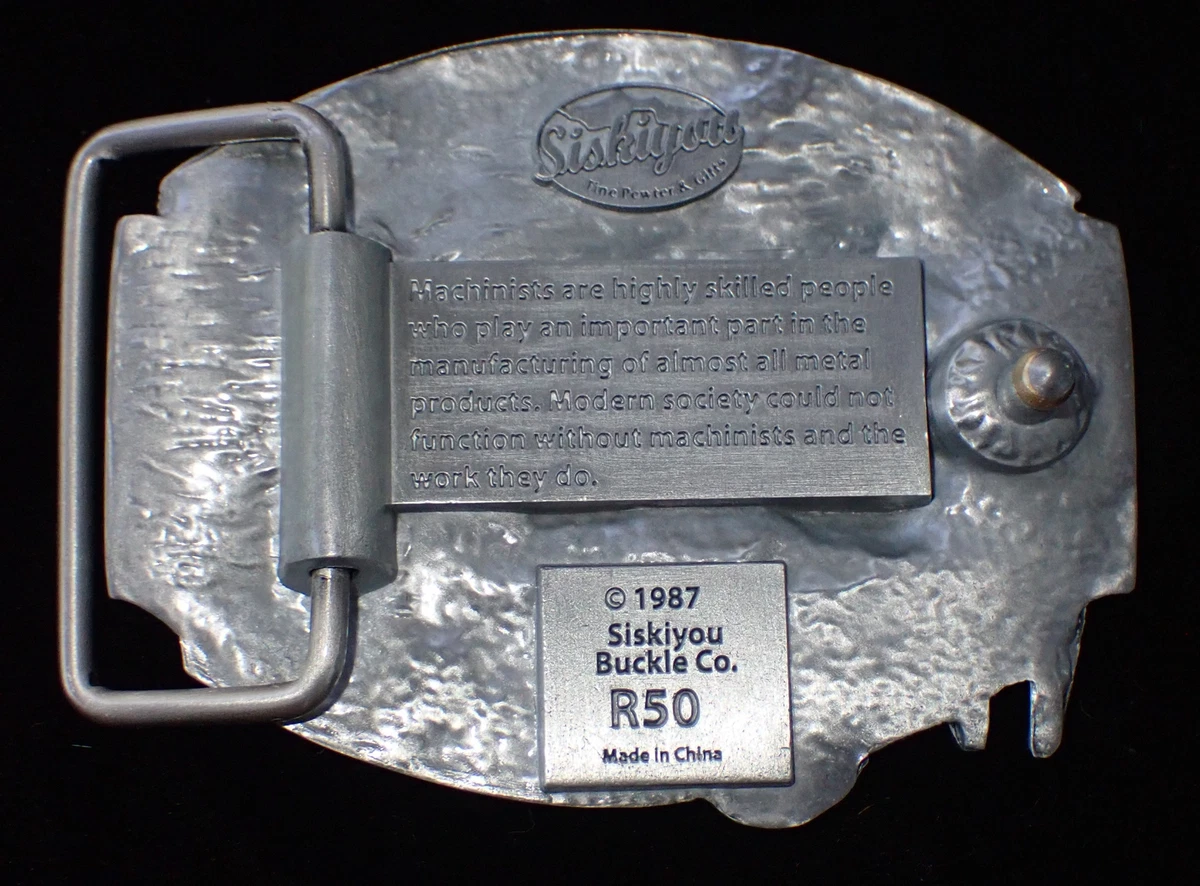 Siskiyou
Fine Pewter & Gifts
Machinists are highly skilled people
who play an important part in the
manufacturing of almost all metal
products. Modern society could not
function without machinists and the
work they do.
© 1987
Siskiyou
Buckle Co.
R50
Made in China